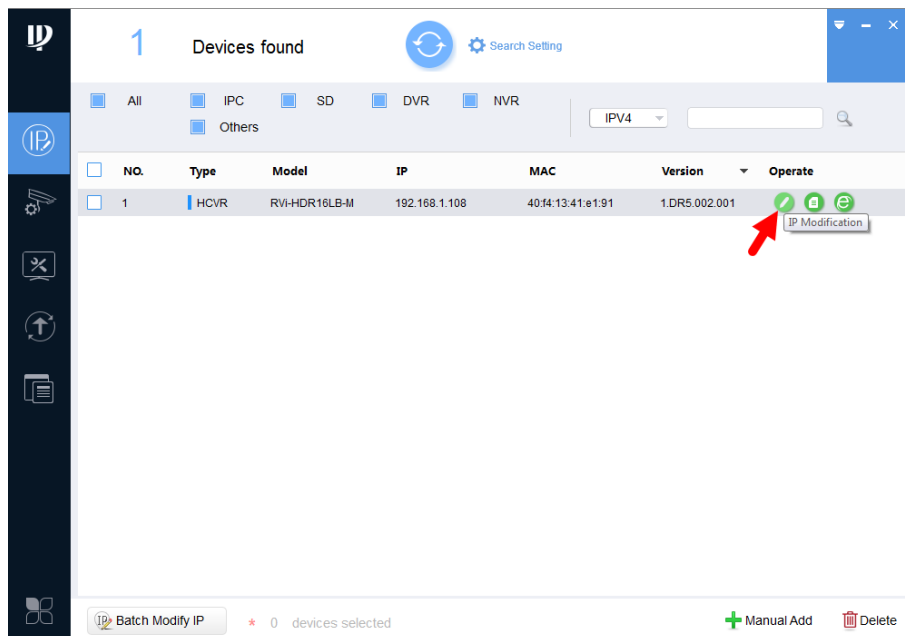 1 Devices found Search Setting
All IPC SD DVR NVR
Others
IPV4
NO. Type Model IP MAC Version Operate
1 HCVR RVi-HDR16LB-M 192.168.1.108 40:f4:13:41:e1:91 1.DR5.002.001
IP Modification
Batch Modify IP * 0 devices selected Manual Add Delete